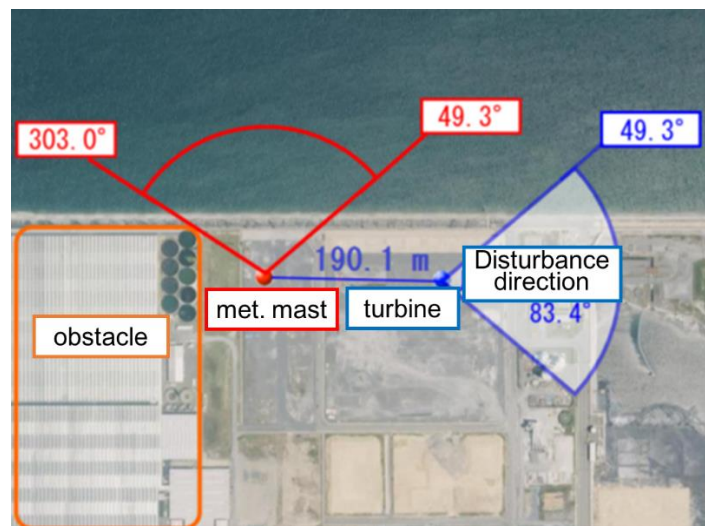 303.0°
49.3°
49.3°
190.1 m
Disturbance
direction
83.4°
met. mast
turbine
obstacle